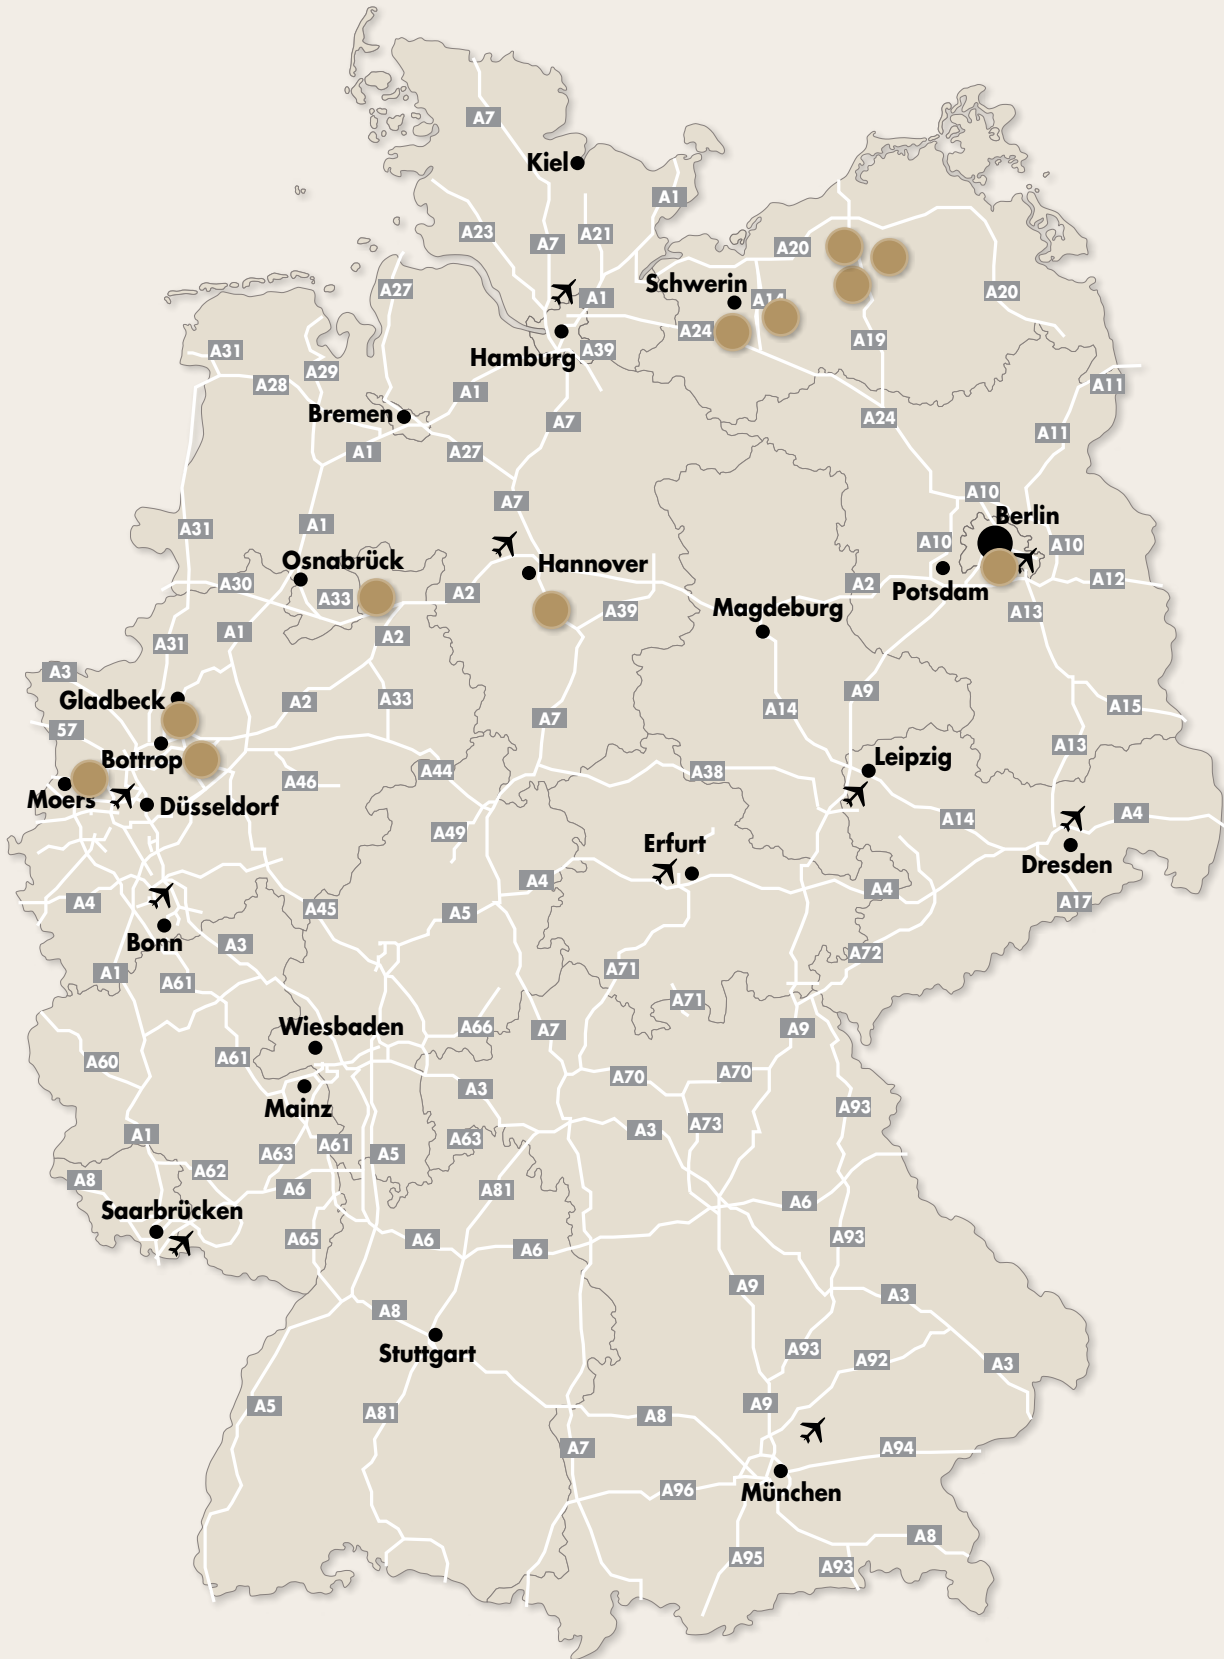 A7
Kiel
A1
A23
A7
A21
A20
Schwerin
A27
A1
A14
A20
A24
Hamburg
A39
A19
A31
A29
A28
A1
A11
Bremen
A7
A24
A1
A27
A11
A7
A10
Berlin
A31
A1
A10
A10
Osnabrück
Hannover
A30
A33
A2
A2
Potsdam
A12
A39
Magdeburg
A13
A31
A1
A2
A3
Gladbeck
A2
A33
A9
A14
A15
57
A7
A13
Bottrop
A46
A44
A38
Leipzig
Moers
Düsseldorf
A14
A4
A49
Erfurt
Dresden
A4
A4
A4
A17
A45
A5
Bonn
A3
A72
A1
A61
A71
A71
Wiesbaden
A66
A7
A9
A60
A61
A70
A70
A3
Mainz
A93
A1
A63
A61
A63
A3
A73
A5
A8
A62
A6
A81
A6
Saarbrücken
A65
A6
A6
A93
A9
A3
A8
Stuttgart
A93
A92
A3
A5
A81
A8
A9
A7
A94
A96
München
A8
A95
A93